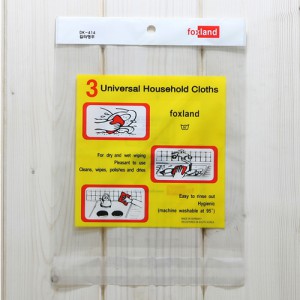 DK-414
foxland
3 Universal Household Cloths
foxland
For dry and wet wiping
Pleasant to use
Cleans, wipes, polishes and dries
Easy to rinse out
Hygienic
(machine washable at 95°)